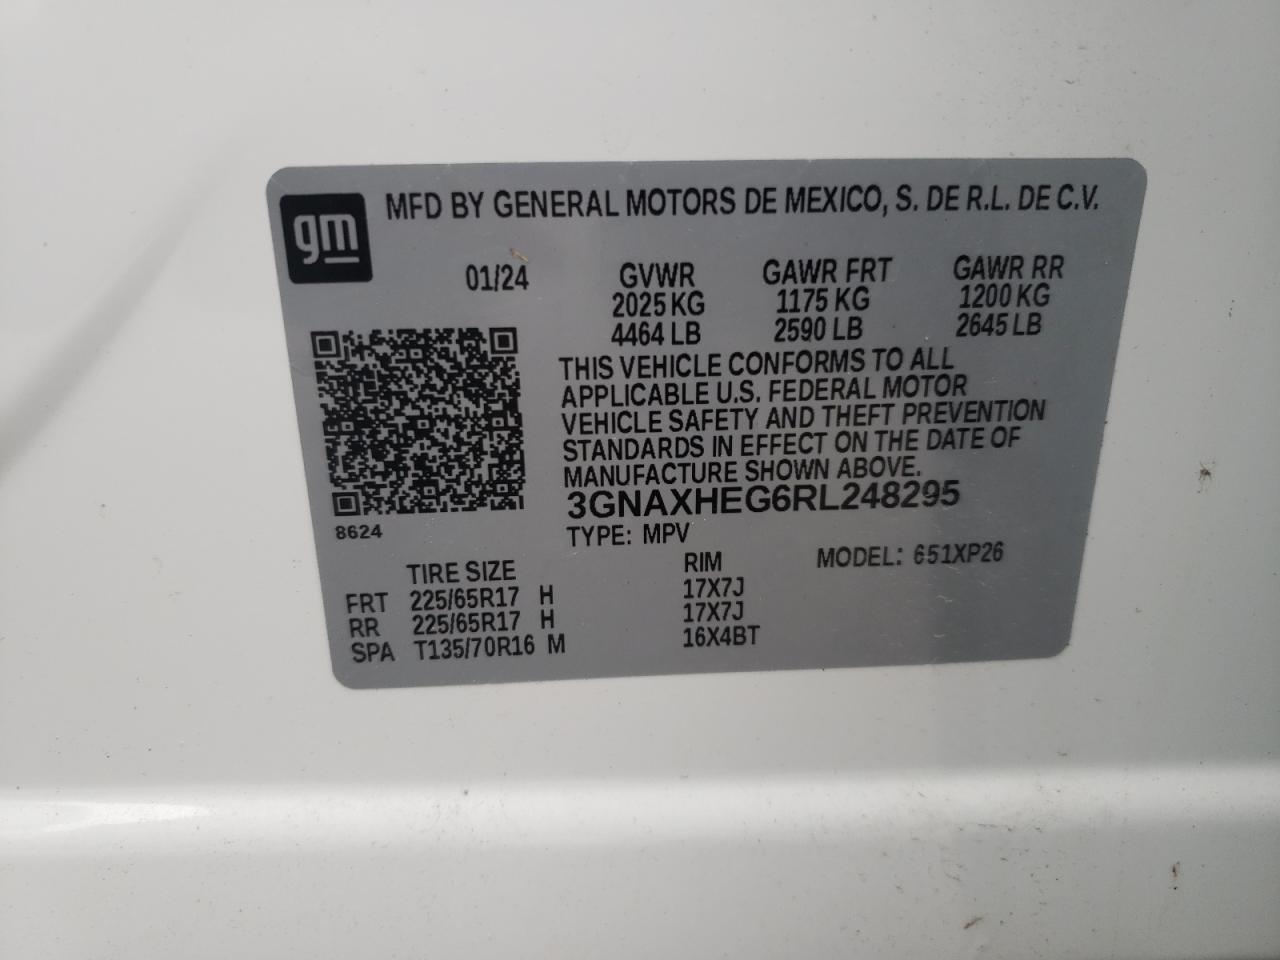 gm
MFD BY GENERAL MOTORS DE MEXICO, S. DE R.L. DE C.V.
01/24 GVWR GAWR FRT GAWR RR
2025 KG 1175 KG 1200 KG
4464 LB 2590 LB 2645 LB
THIS VEHICLE CONFORMS TO ALL
APPLICABLE U.S. FEDERAL MOTOR
VEHICLE SAFETY AND THEFT PREVENTION
STANDARDS IN EFFECT ON THE DATE OF
MANUFACTURE SHOWN ABOVE.
3GNAXHEG6RL248295
8624
TYPE: MPV MODEL: 651XP26
TIRE SIZE RIM
FRT 225/65R17 H 17X7J
RR 225/65R17 H 17X7J
SPA T135/70R16 M 16X4BT